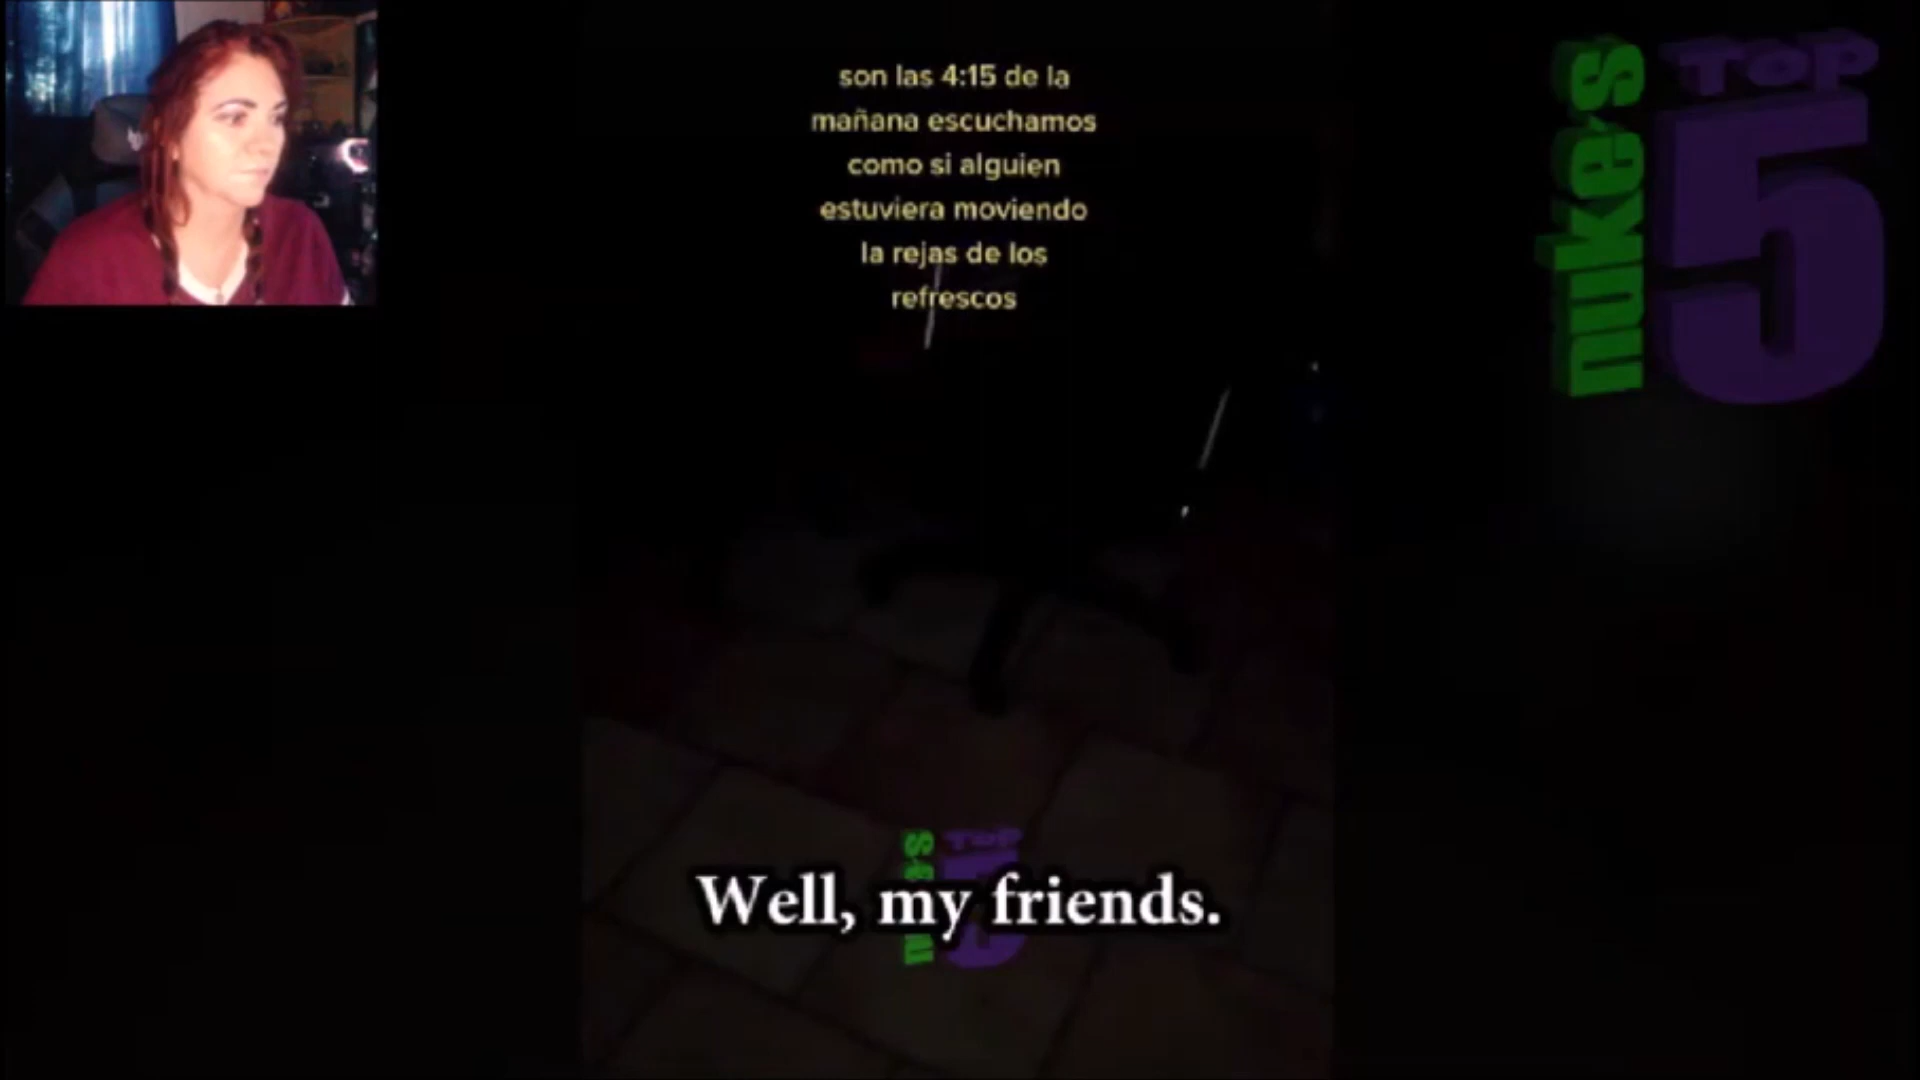 son las 4:15 de la
mañana escuchamos
como si alguien
estuviera moviendo
la rejas de los
refrescos
nuke's
TOP
5
nuke's
TOP
5
Well, my friends.